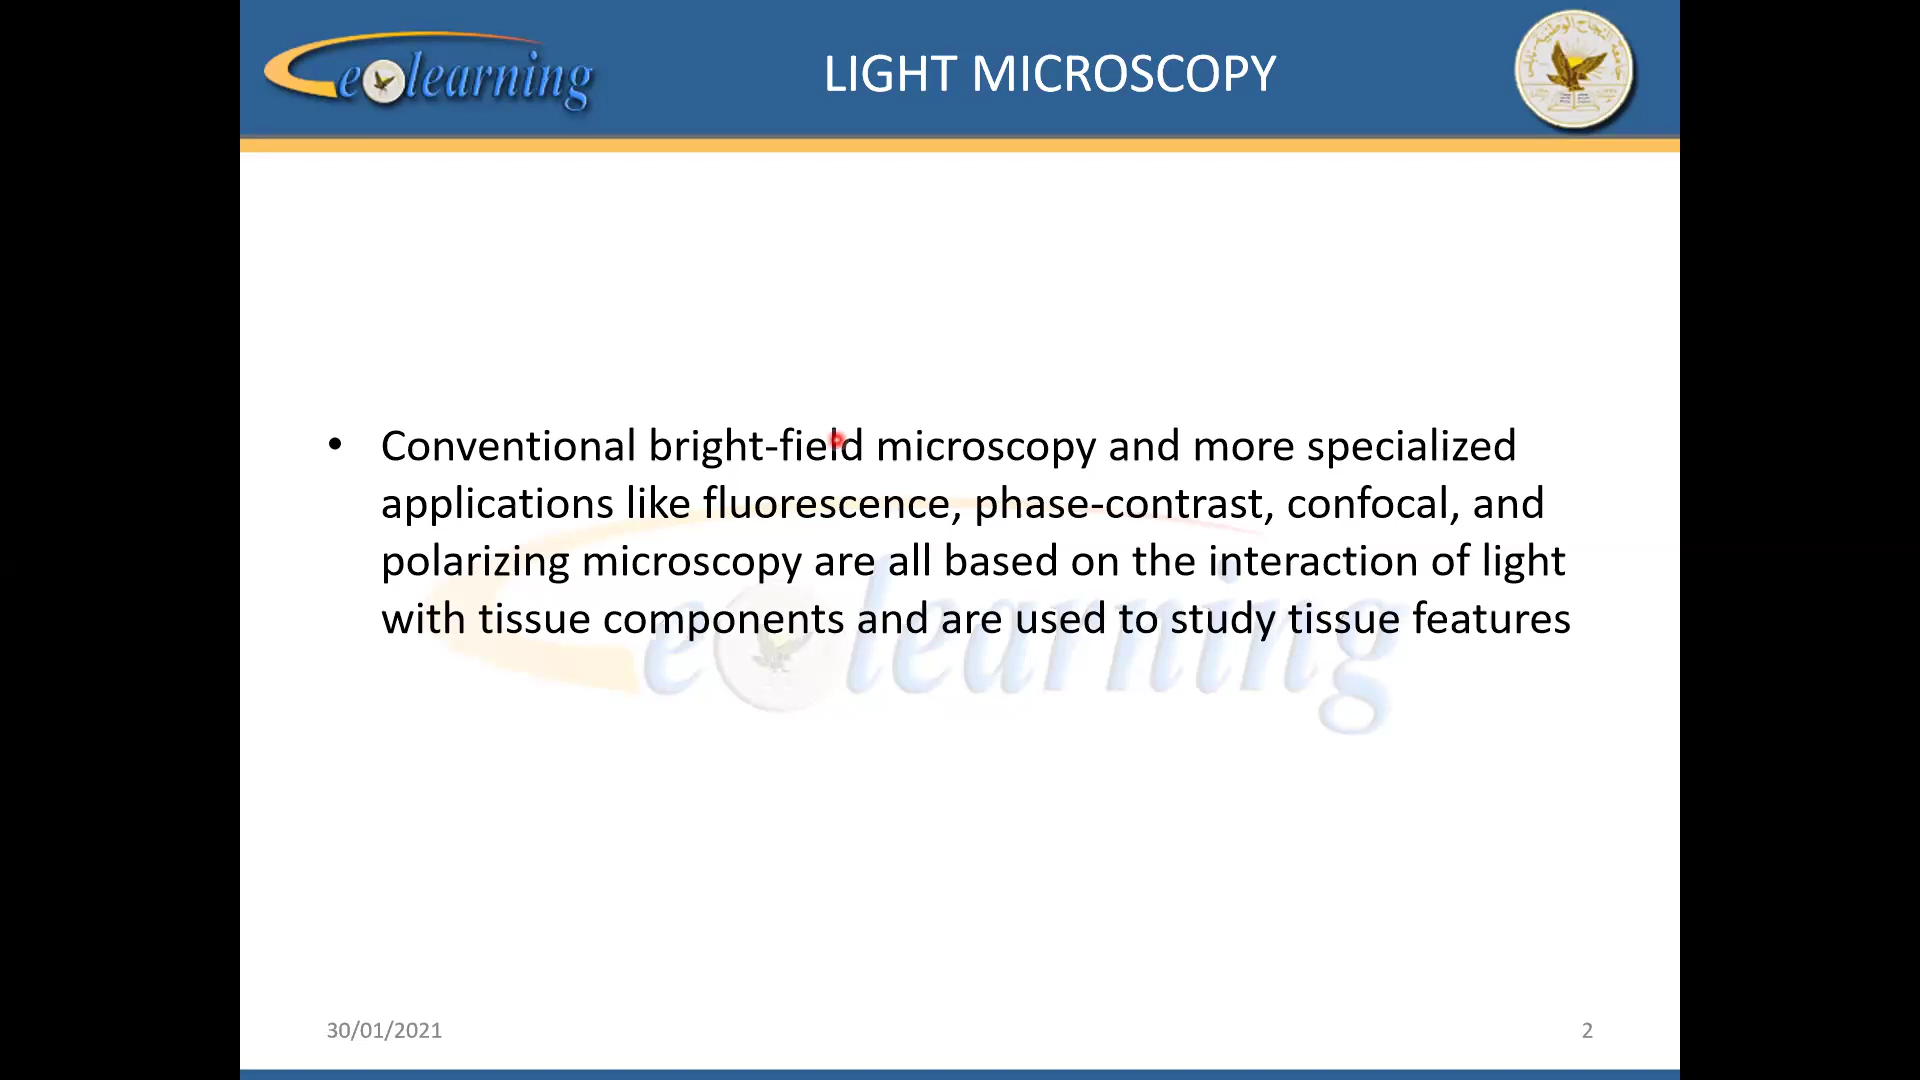 elearning
LIGHT MICROSCOPY
• Conventional bright-field microscopy and more specialized
applications like fluorescence, phase-contrast, confocal, and
polarizing microscopy are all based on the interaction of light
with tissue components and are used to study tissue features
elearning
30/01/2021
2